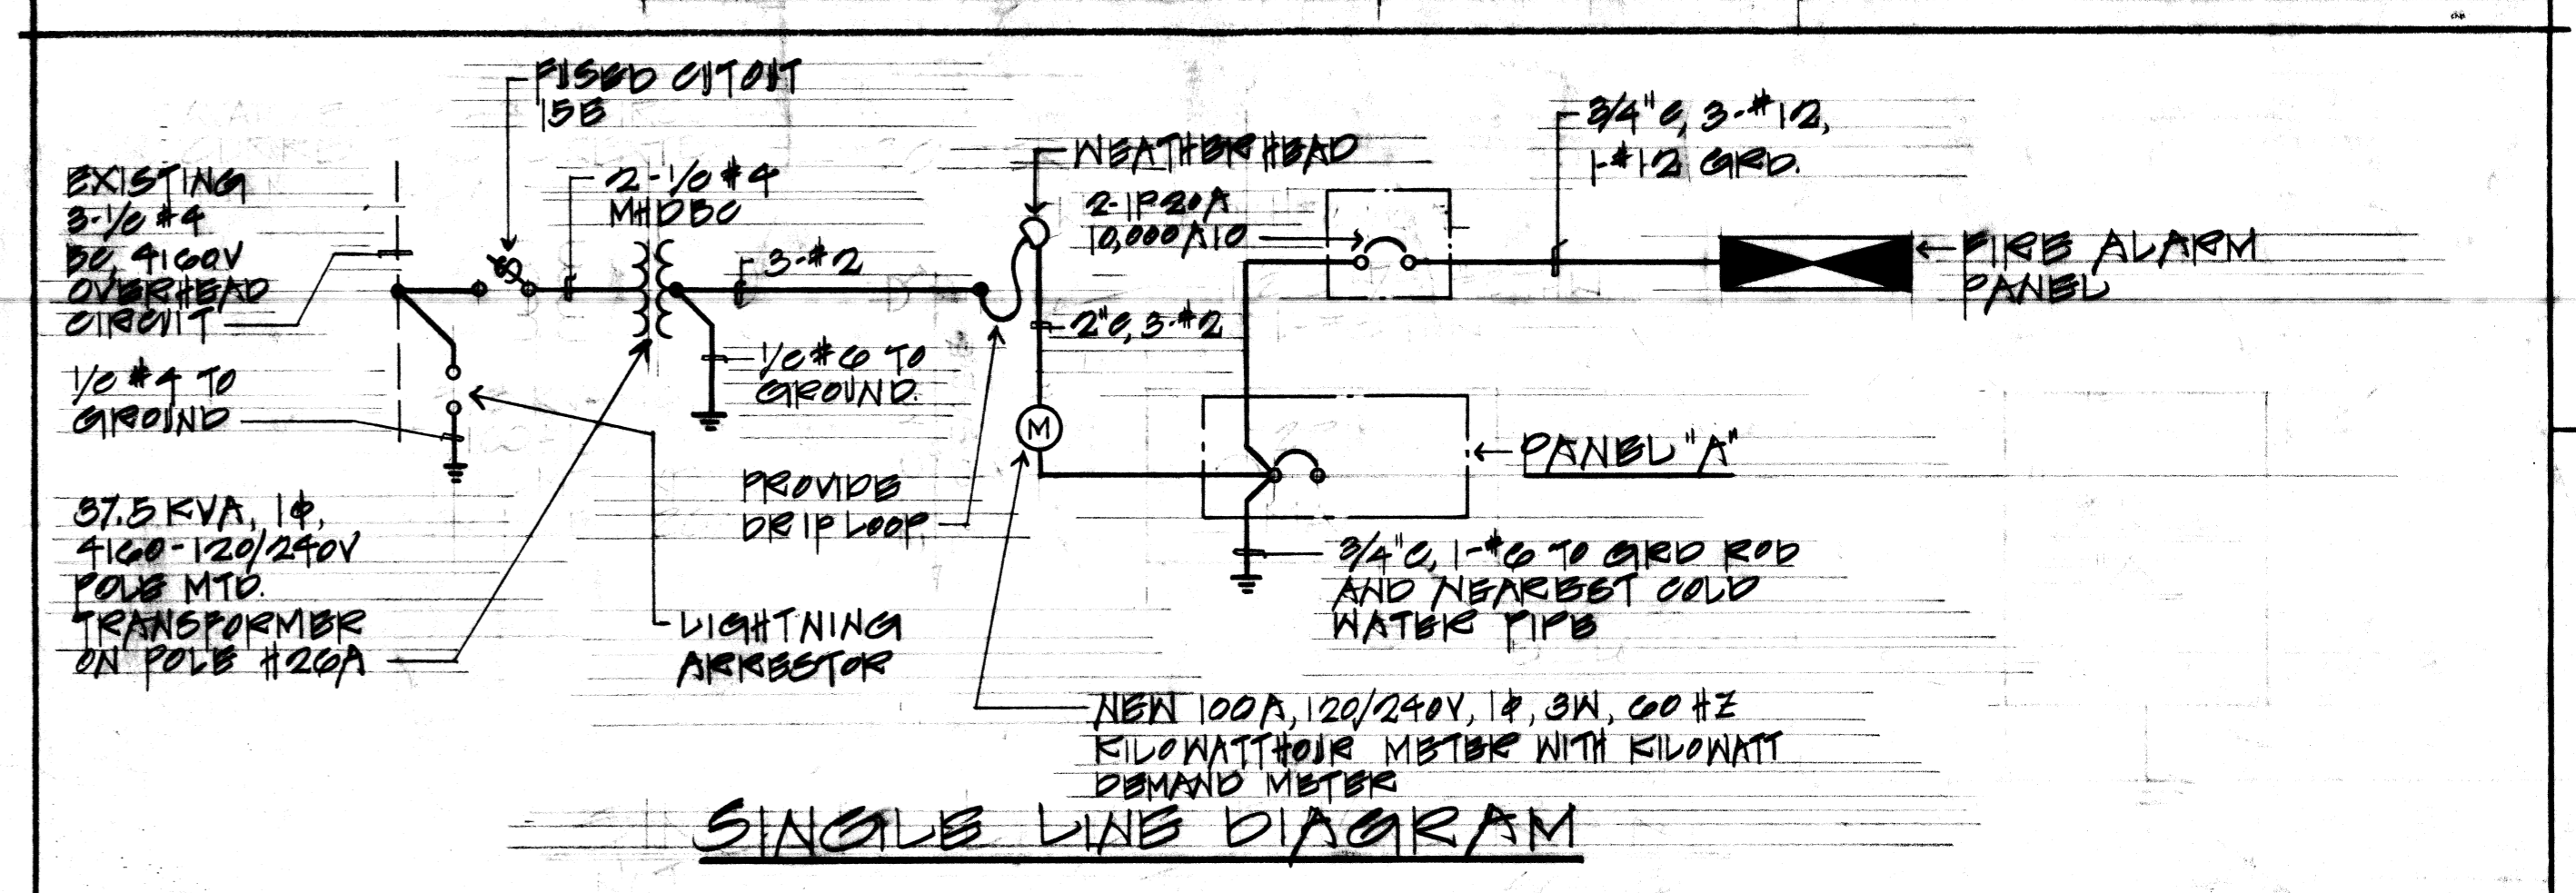 FUSED CUTOUT
15E
EXISTING
3-1/C #4
BC, 4160V
OVERHEAD
CIRCUIT
2-1/C #4
MHDBC
WEATHERHEAD
2-1P20A
10,000 AIC
3/4"C, 3-#12,
1-#12 GRD.
FIRE ALARM
PANEL
3-#2
2"C, 3-#2
1/C #4 TO
GROUND
1/C #6 TO
GROUND.
M
PANEL "A"
PROVIDE
DRIP LOOP.
37.5 KVA, 1φ,
4160-120/240V
POLE MTD.
TRANSFORMER
ON POLE #26A
LIGHTNING
ARRESTOR
3/4"C, 1-#6 TO GRD ROD
AND NEAREST COLD
WATER PIPE
NEW 100A, 120/240V, 1φ, 3W, 60 HZ
KILOWATTHOUR METER WITH KILOWATT
DEMAND METER
SINGLE LINE DIAGRAM